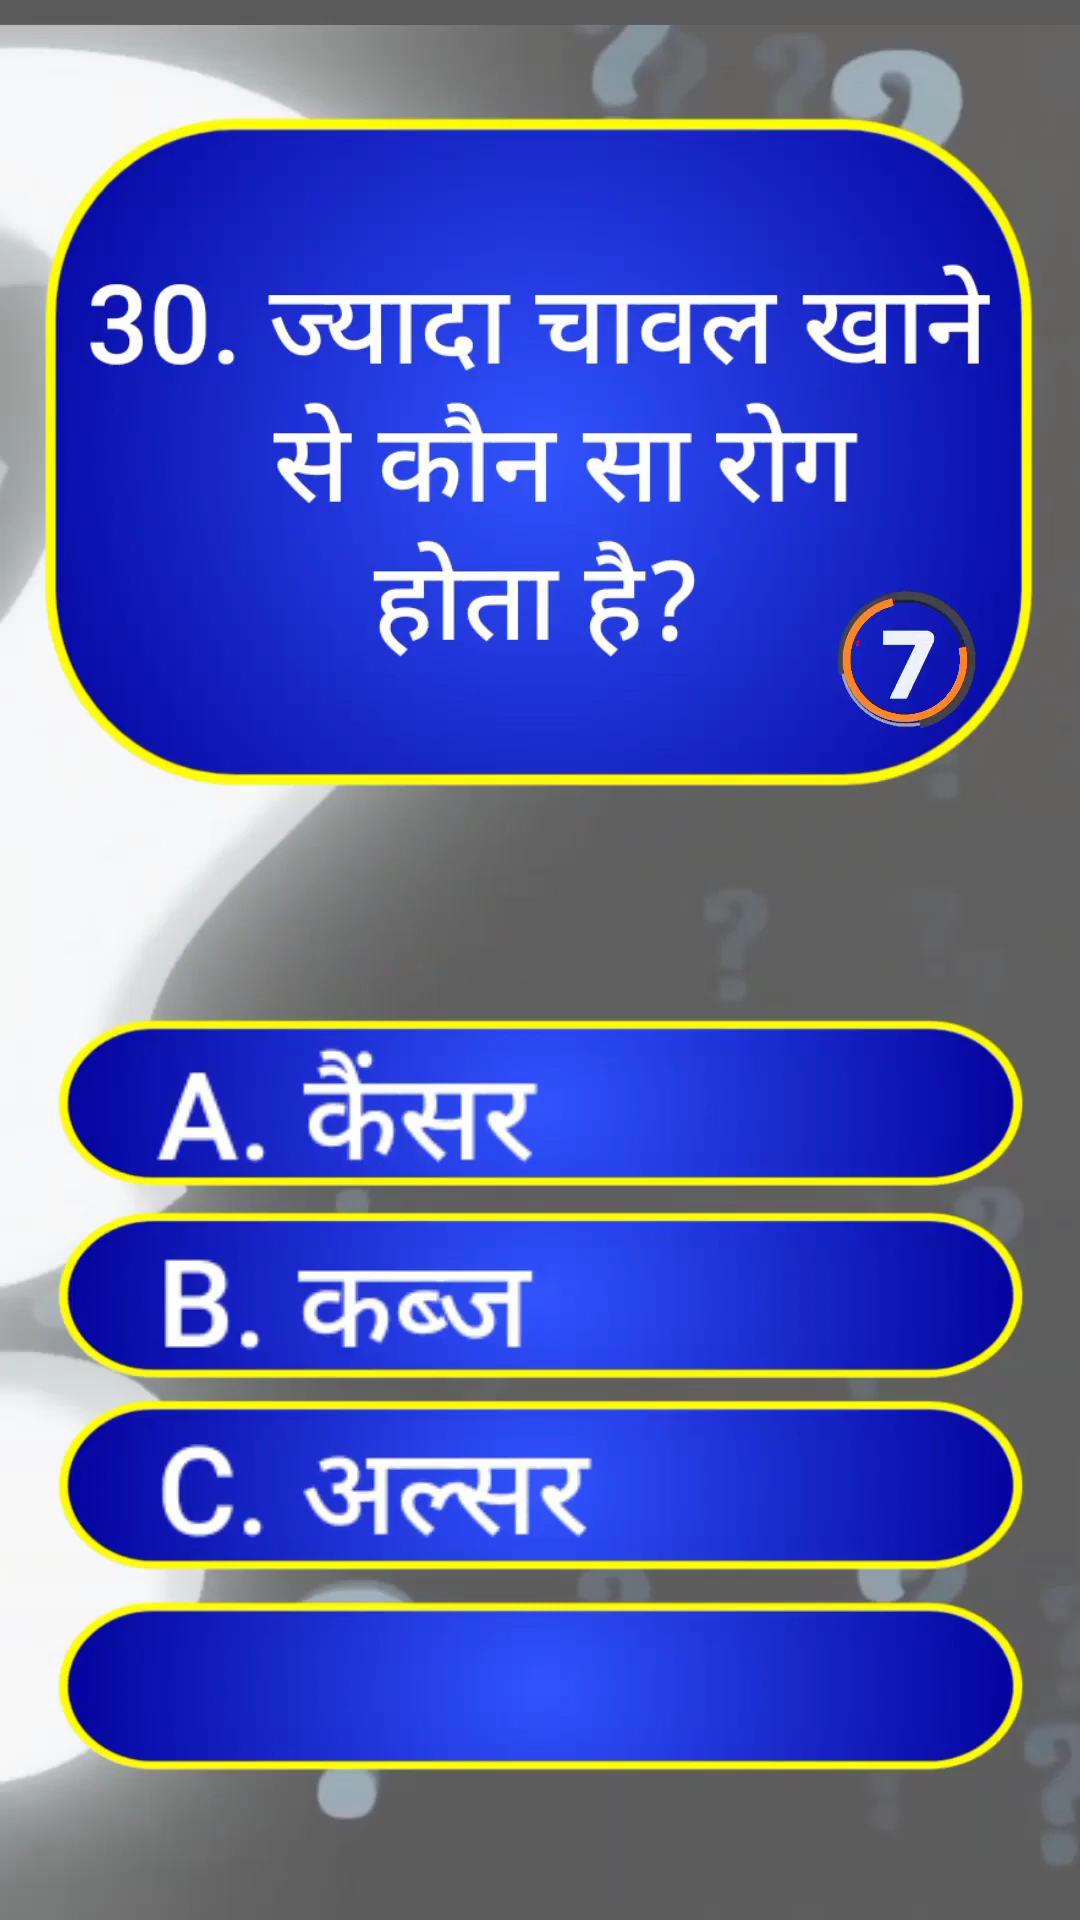 30. ज्यादा चावल खाने
से कौन सा रोग
होता है?
7
A. कैंसर
B. कब्ज
C. अल्सर